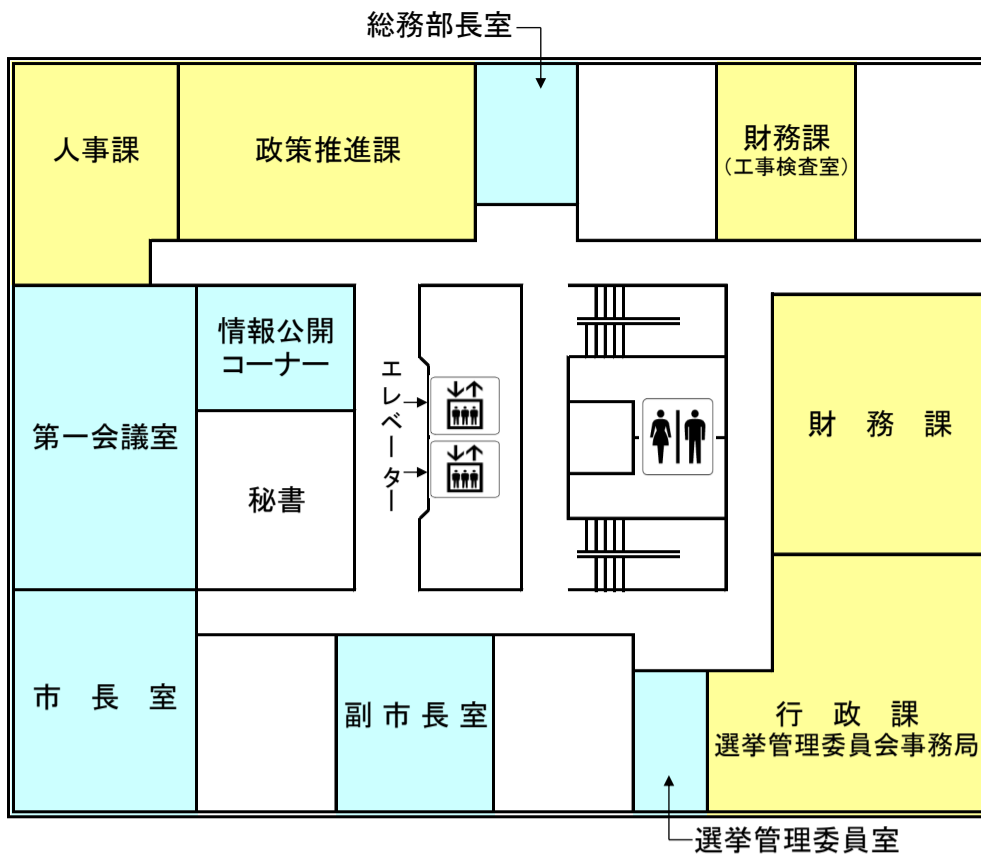 総務部長室
人事課
政策推進課
財務課
（工事検査室）
情報公開
コーナー
エレベーター
第一会議室
財務課
秘書
市長室
副市長室
行政課
選挙管理委員会事務局
選挙管理委員室